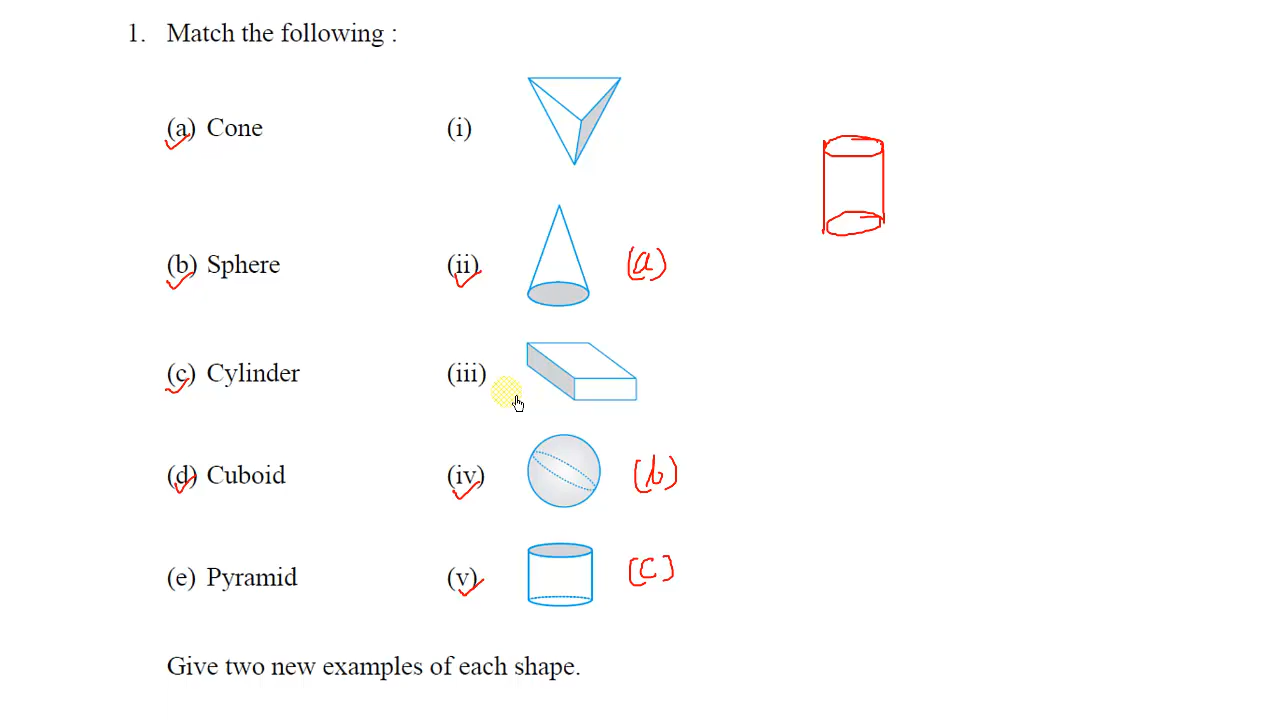 1. Match the following :
(a) Cone (i)
(b) Sphere (ii) (a)
(c) Cylinder (iii)
(d) Cuboid (iv) (b)
(e) Pyramid (v) (c)
Give two new examples of each shape.